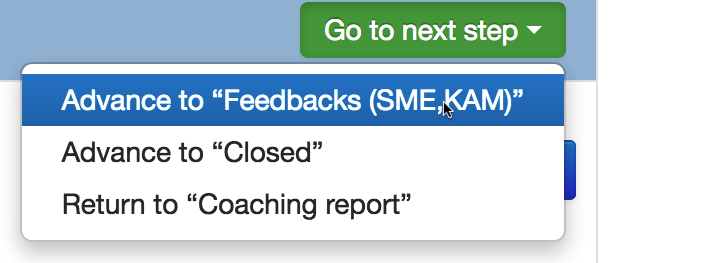 Go to next step
Advance to “Feedbacks (SME,KAM)”
Advance to “Closed”
Return to “Coaching report”